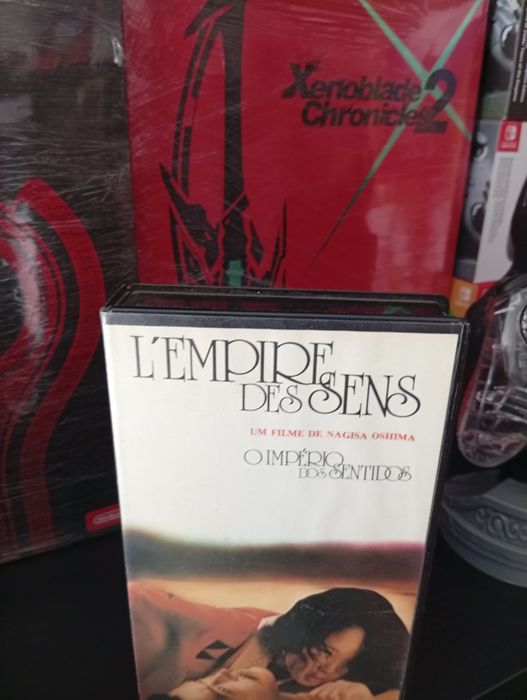 Xenoblade
Chronicles 2
L'EMPIRE
DES SENS
UM FILME DE NAGISA OSHIMA
O IMPÉRIO
DOS SENTIDOS